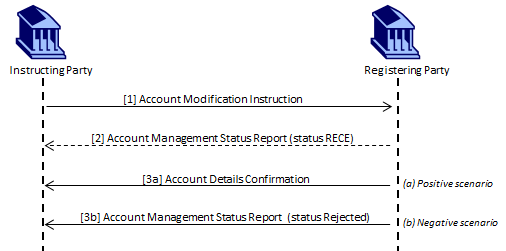 Instructing Party
Registering Party
[1] Account Modification Instruction
[2] Account Management Status Report (status RECE)
[3a] Account Details Confirmation
(a) Positive scenario
[3b] Account Management Status Report (status Rejected)
(b) Negative scenario